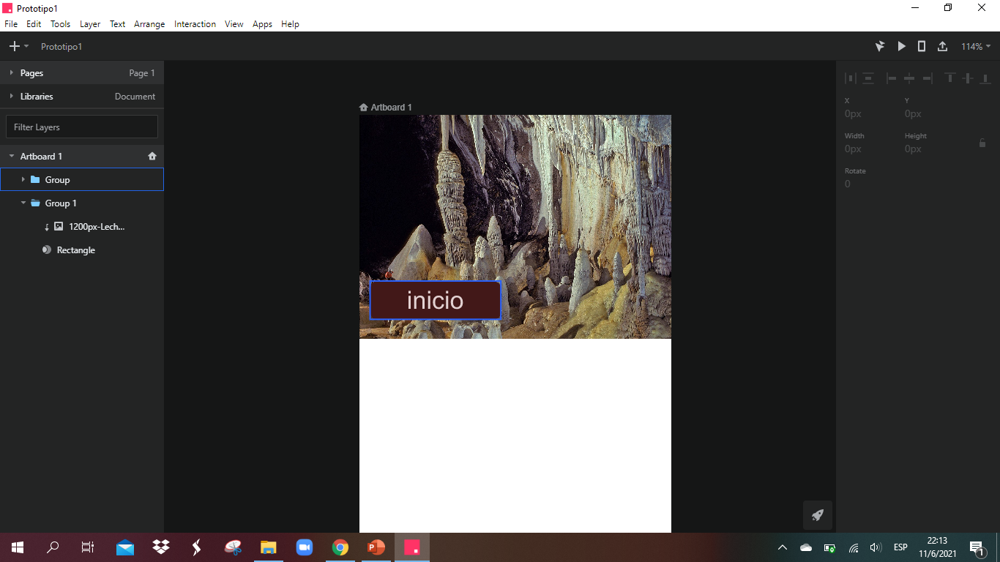 Prototipo1
File Edit Tools Layer Text Arrange Interaction View Apps Help
Prototipo1 114%
Pages Page 1
Libraries Document
Filter Layers
Artboard 1
Group
Group 1
1200px-Lech...
Rectangle
Artboard 1
inicio
X Y
0px 0px
Width Height
0px 0px
Rotate
0
ESP
22:13
11/6/2021
1